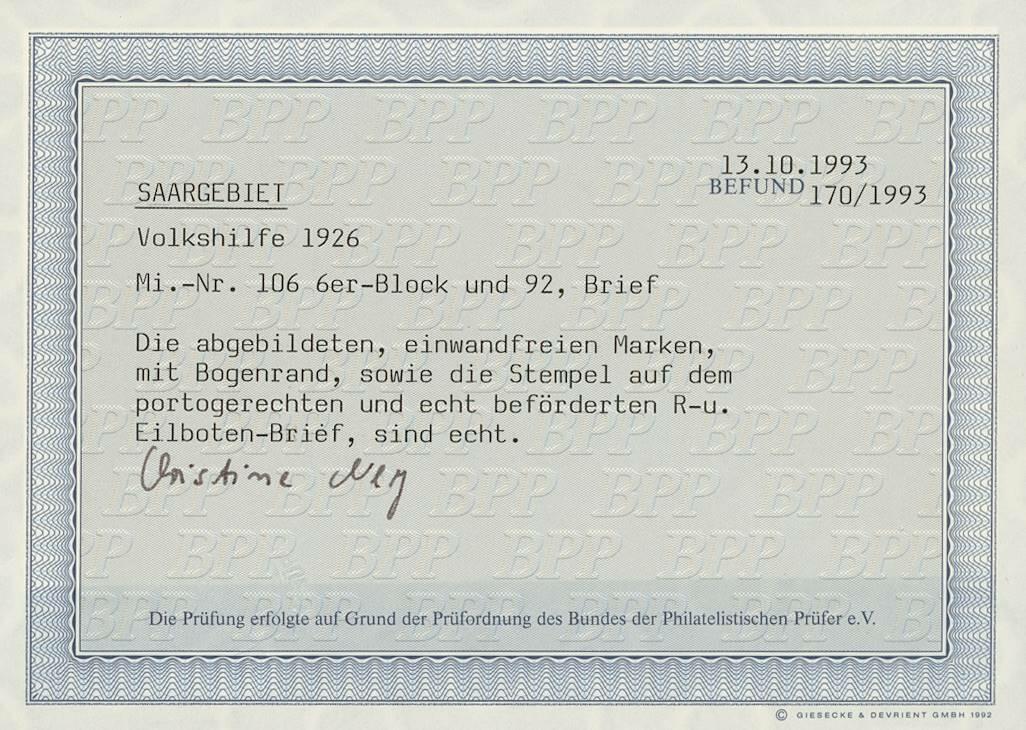 13.10.1993
BEFUND 170/1993
SAARGEBIET
Volkshilfe 1926
Mi.-Nr. 106 6er-Block und 92, Brief
Die abgebildeten, einwandfreien Marken,
mit Bogenrand, sowie die Stempel auf dem
portogerechten und echt beförderten R-u.
Eilboten-Brief, sind echt.
Christine Ney
Die Prüfung erfolgte auf Grund der Prüfordnung des Bundes der Philatelistischen Prüfer e.V.
© GIESECKE & DEVRIENT GMBH 1992